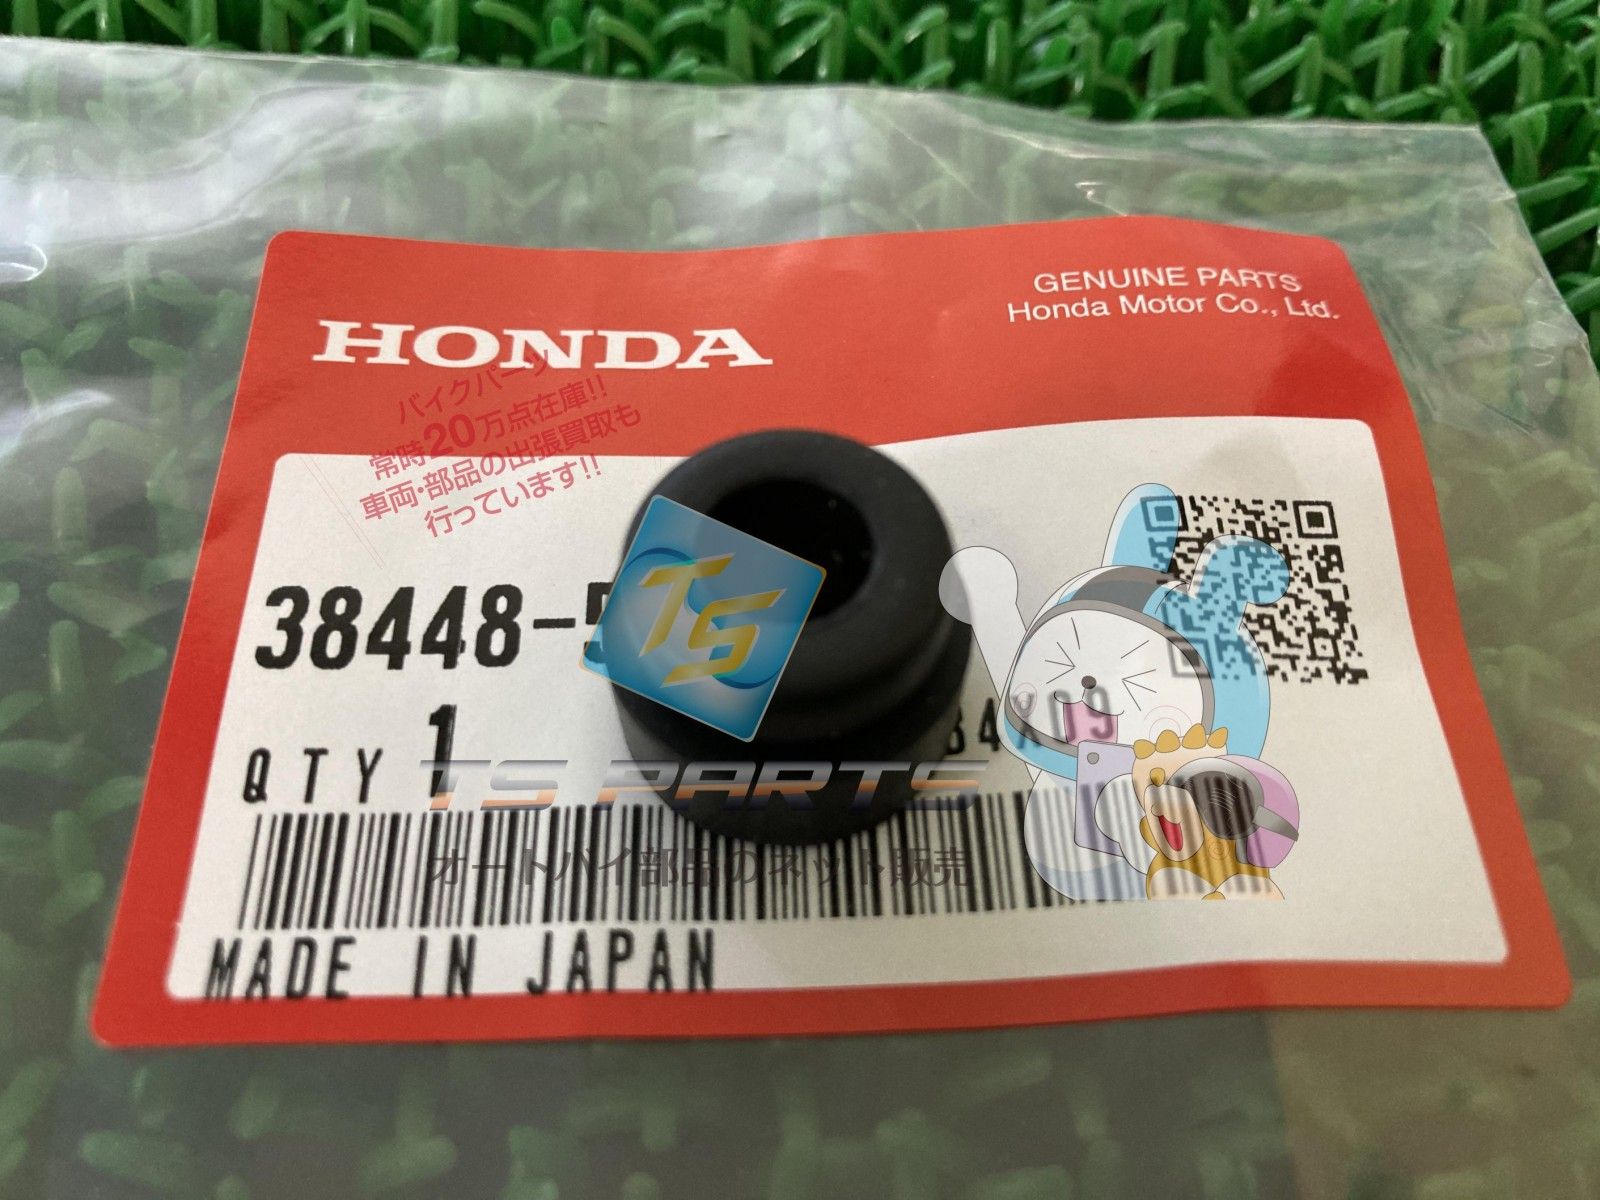 GENUINE PARTS
Honda Motor Co., Ltd.
HONDA
バイクパーツ
常時20万点在庫!!
車両・部品の出張買取も
行っています!!
38448-5
TS
QTY 1
84X09
TS PARTS
オートバイ部品のネット販売
MADE IN JAPAN